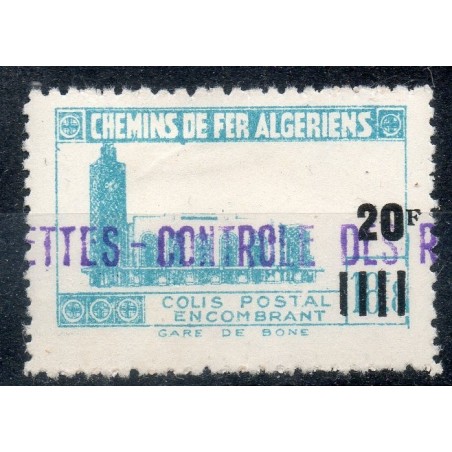 CHEMINS DE FER ALGERIENS
20F
ETTES - CONTROLE DES R
COLIS POSTAL
ENCOMBRANT
GARE DE BONE